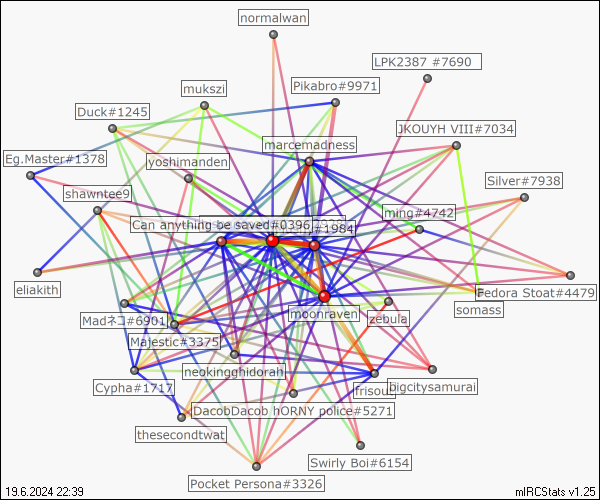 normalwan
LPK2387 #7690
mukszi
Pikabro#9971
Duck#1245
JKOUYH VIII#7034
marcemadness
Eg.Master#1378
yoshimanden
Silver#7938
shawntee9
ming#4742
Can anything be saved#0396
#1984
eliakith
Fedora Stoat#4479
somass
moonraven
zebula
Madネコ#6901
Majestic#3375
neokingghidorah
Cypha#1717
frisout
bigcitysamurai
DacobDacob hORNY police#5271
thesecondtwat
Swirly Boi#6154
Pocket Persona#3326
19.6.2024 22:39
mIRCStats v1.25